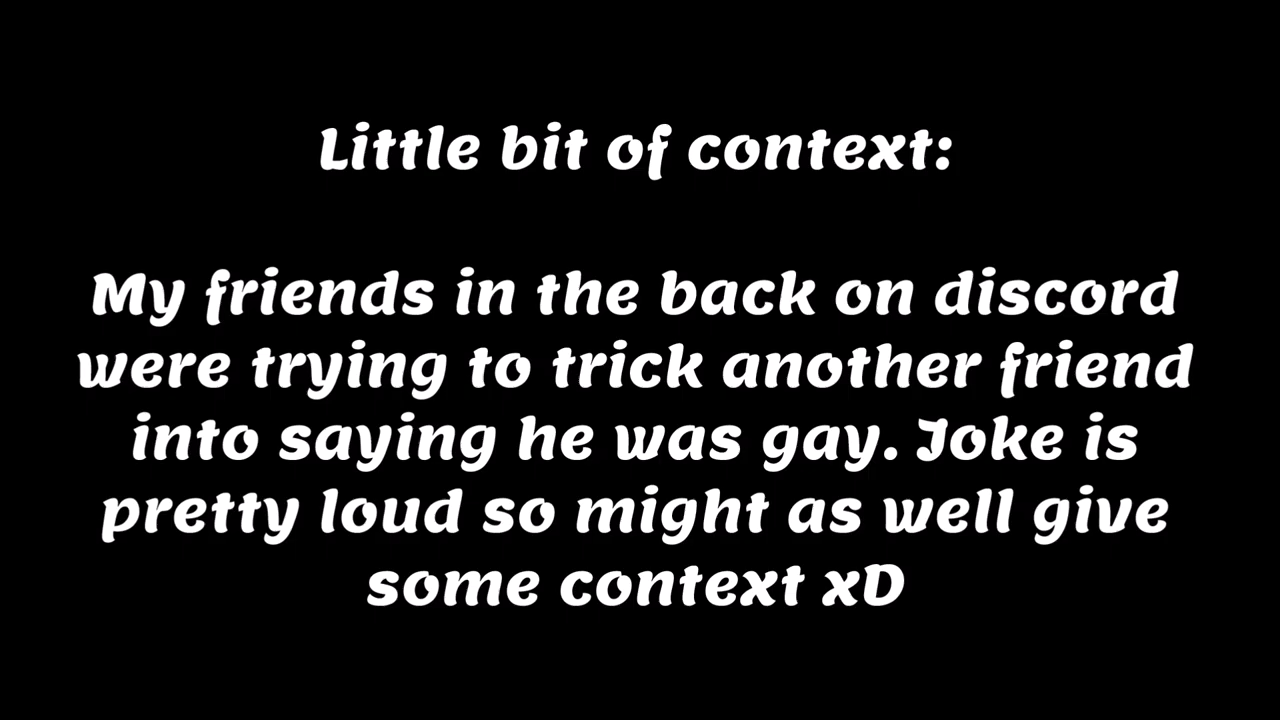 Little bit of context:
My friends in the back on discord
were trying to trick another friend
into saying he was gay. Joke is
pretty loud so might as well give
some context xD